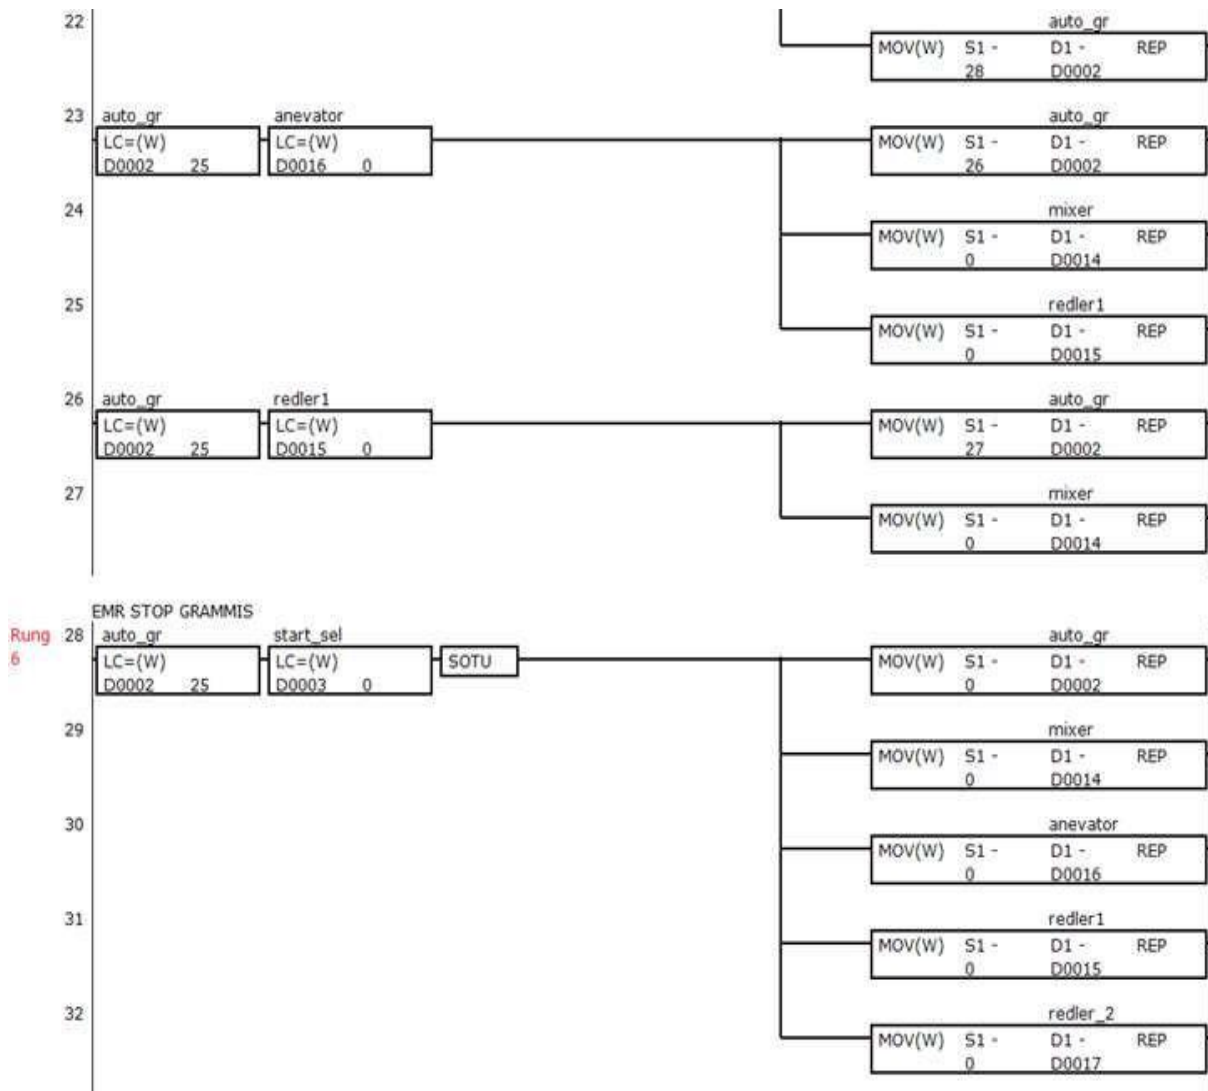 22 auto_gr
MOV(W) S1 - D1 - REP
28 D0002
23 auto_gr anevator auto_gr
LC=(W) LC=(W) MOV(W) S1 - D1 - REP
D0002 25 D0016 0 26 D0002
24 mixer
MOV(W) S1 - D1 - REP
0 D0014
25 redler1
MOV(W) S1 - D1 - REP
0 D0015
26 auto_gr redler1 auto_gr
LC=(W) LC=(W) MOV(W) S1 - D1 - REP
D0002 25 D0015 0 27 D0002
27 mixer
MOV(W) S1 - D1 - REP
0 D0014
EMR STOP GRAMMIS
Rung 28 auto_gr start_sel auto_gr
6 LC=(W) LC=(W) SOTU MOV(W) S1 - D1 - REP
D0002 25 D0003 0 0 D0002
29 mixer
MOV(W) S1 - D1 - REP
0 D0014
30 anevator
MOV(W) S1 - D1 - REP
0 D0016
31 redler1
MOV(W) S1 - D1 - REP
0 D0015
32 redler_2
MOV(W) S1 - D1 - REP
0 D0017